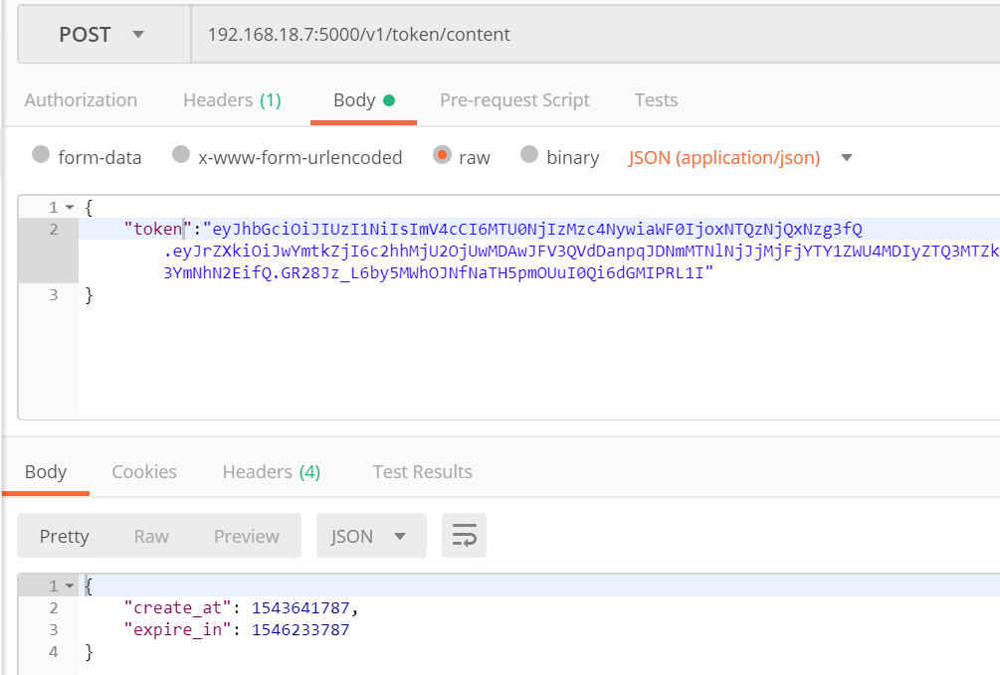 POST 192.168.18.7:5000/v1/token/content
Authorization Headers (1) Body Pre-request Script Tests
form-data x-www-form-urlencoded raw binary JSON (application/json)
1 {
2 "token":"eyJhbGciOiJIUzI1NiIsImV4cCI6MTU0NjIzMzc4NywiaWF0IjoxNTQzNjQxNzg3fQ
.eyJrZXkiOiJwYmtkZjI6c2hhMjU2OjUwMDAwJFV3QVdDanpqJDNmMTNlNjJjMjFjYTY1ZWU4MDIyZTQ3MTZk
3YmNhN2EifQ.GR28Jz_L6by5MWhOJNfNaTH5pmOUuI0Qi6dGMIPRL1I"
3 }
Body Cookies Headers (4) Test Results
Pretty Raw Preview JSON
1 {
2 "create_at": 1543641787,
3 "expire_in": 1546233787
4 }